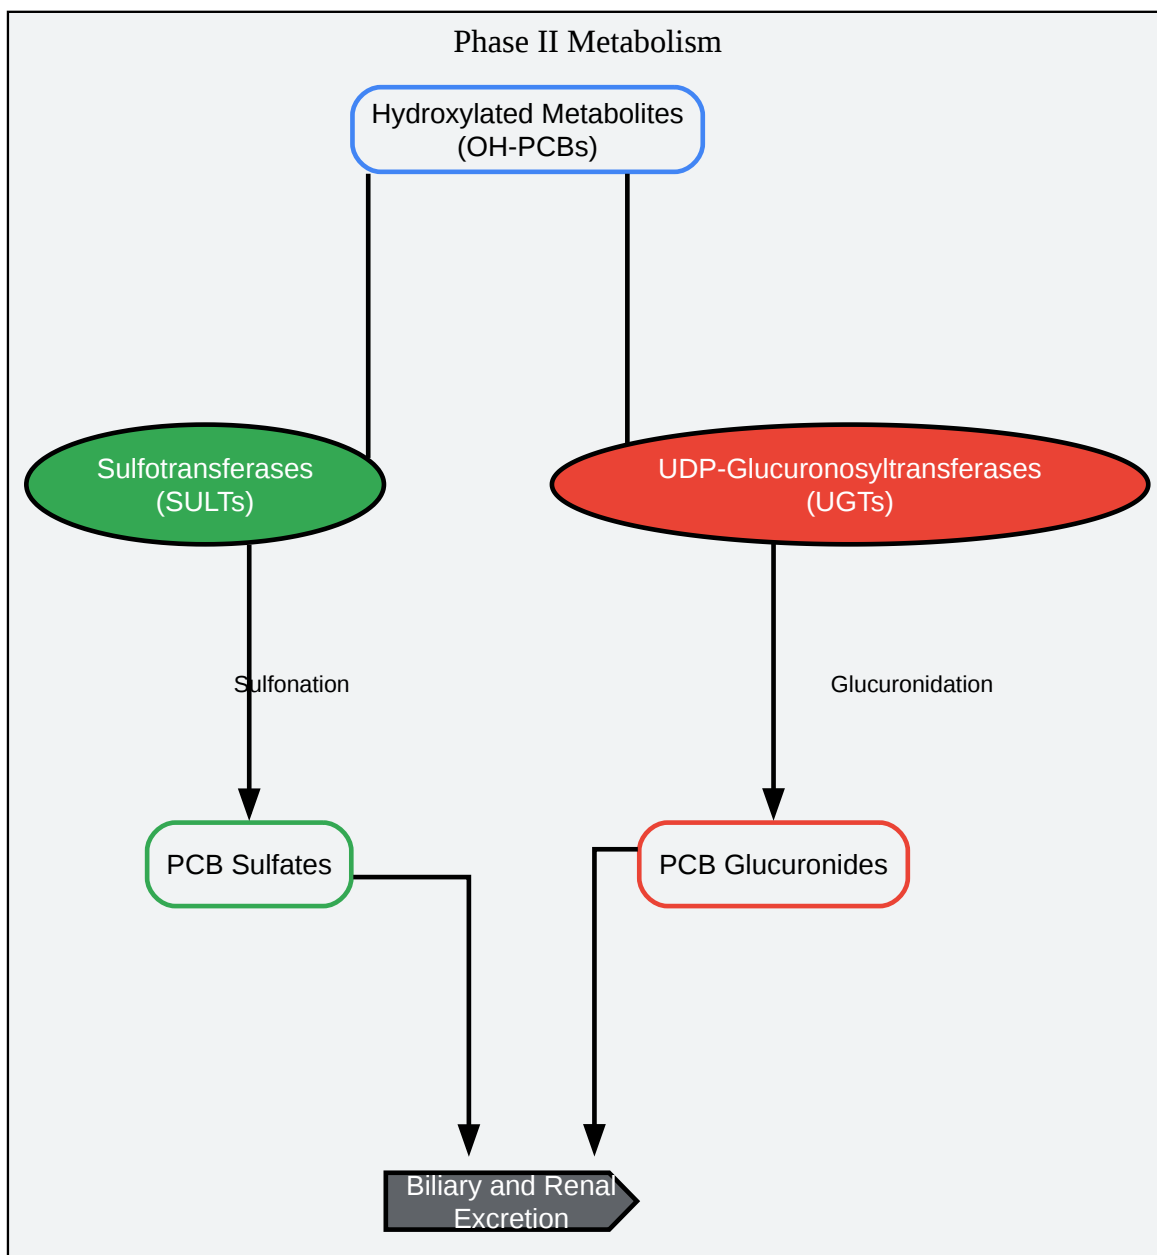 Phase II Metabolism
Hydroxylated Metabolites
(OH-PCBs)
Sulfotransferases
(SULTs)
UDP-Glucuronosyltransferases
(UGTs)
Sulfonation
Glucuronidation
PCB Sulfates
PCB Glucuronides
Biliary and Renal
Excretion